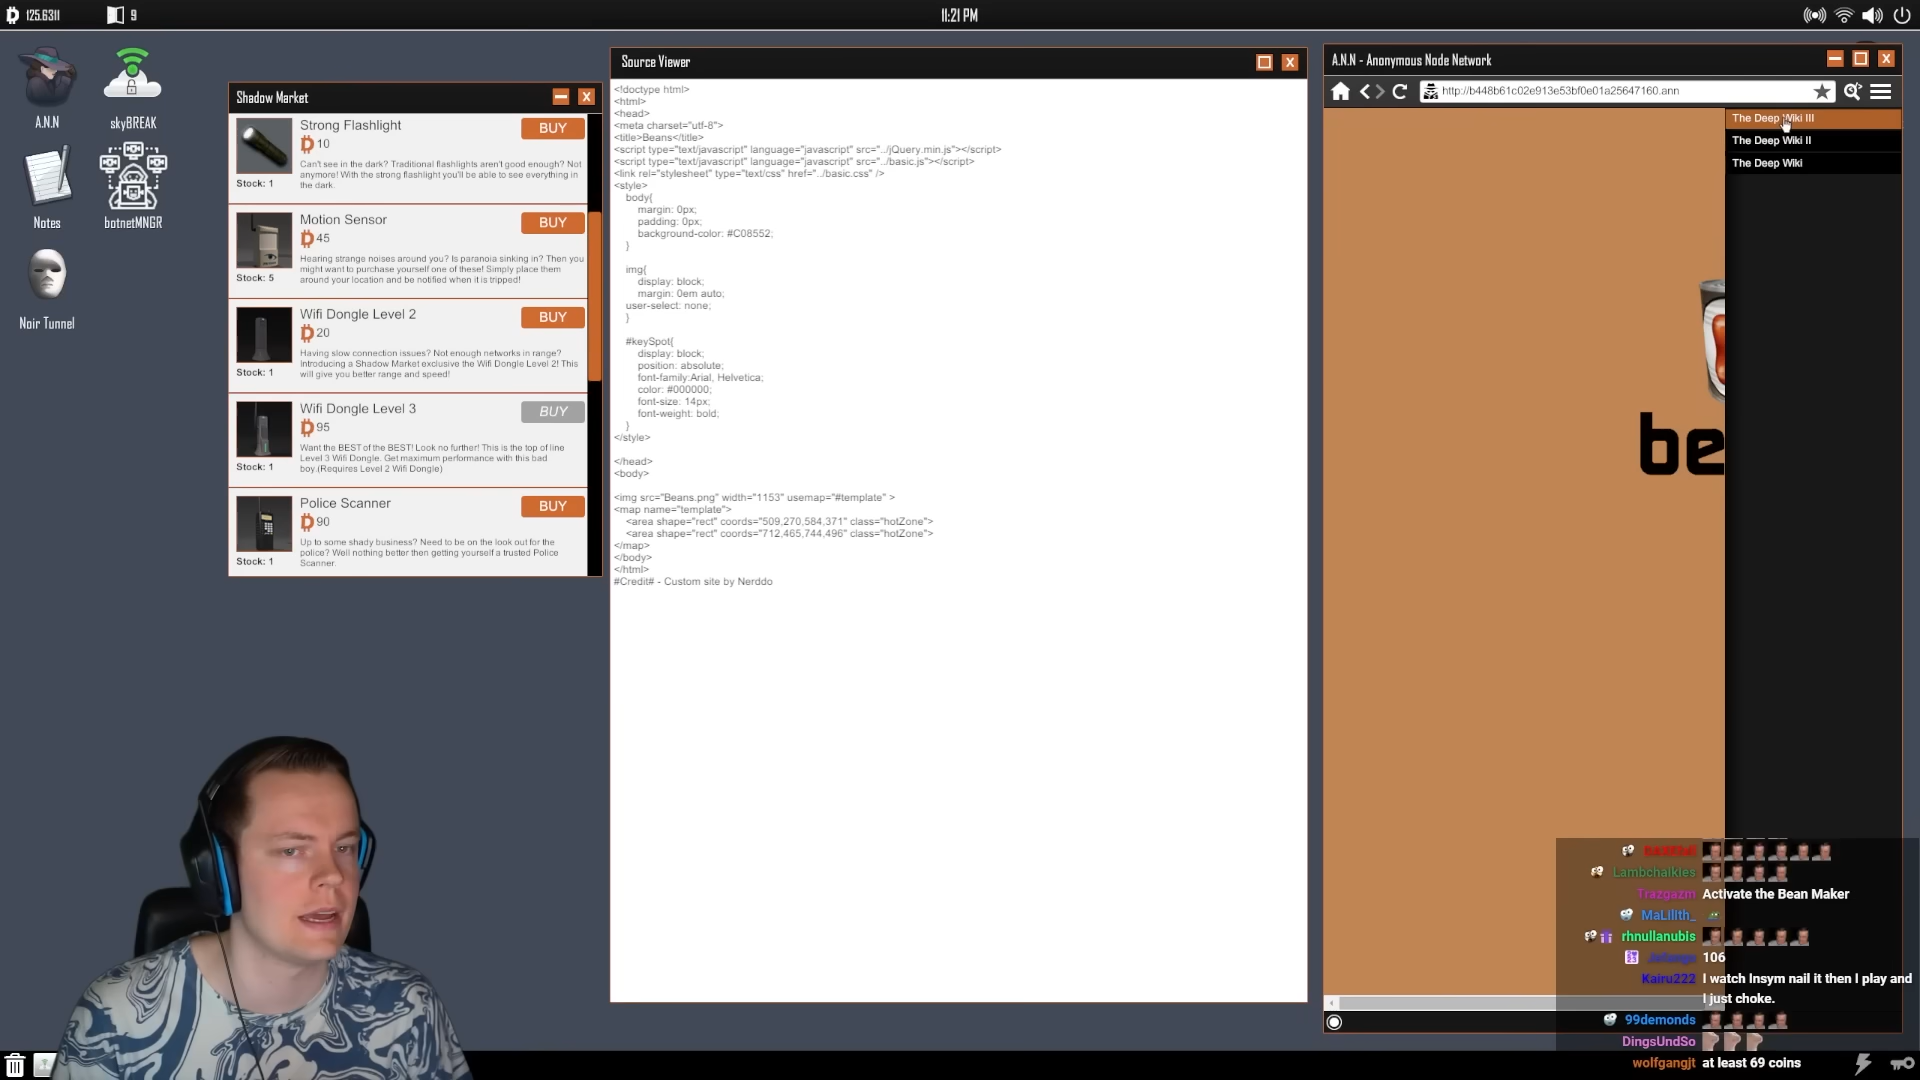 125.6311
9
11:21 PM
A.N.N
skyBREAK
Notes
botnetMNGR
Noir Tunnel
Shadow Market
Strong Flashlight
BUY
10
Can't see in the dark? Traditional flashlights aren't good enough? Not
anymore! With the strong flashlight you'll be able to see everything in
the dark.
Stock: 1
Motion Sensor
BUY
45
Hearing strange noises around you? Is paranoia sinking in? Then you
might want to purchase yourself one of these! Simply place them
around your location and be notified when it is tripped!
Stock: 5
Wifi Dongle Level 2
BUY
20
Having slow connection issues? Not enough networks in range?
Introducing a Shadow Market exclusive the Wifi Dongle Level 2! This
will give you better range and speed!
Stock: 1
Wifi Dongle Level 3
BUY
95
Want the BEST of the BEST! Look no further! This is the top of line
Level 3 Wifi Dongle. Get maximum performance with this bad
boy.(Requires Level 2 Wifi Dongle)
Stock: 1
Police Scanner
BUY
90
Up to some shady business? Need to be on the look out for the
police? Well nothing better then getting yourself a trusted Police
Scanner.
Stock: 1
Source Viewer
<!doctype html>
<html>
<head>
<meta charset="utf-8">
<title>Beans</title>
<script type="text/javascript" language="javascript" src="../jQuery.min.js"></script>
<script type="text/javascript" language="javascript" src="../basic.js"></script>
<link rel="stylesheet" type="text/css" href="../basic.css" />
<style>
body{
margin: 0px;
padding: 0px;
background-color: #C08552;
}
img{
display: block;
margin: 0em auto;
user-select: none;
}
#keySpot{
display: block;
position: absolute;
font-family:Arial, Helvetica;
color: #000000;
font-size: 14px;
font-weight: bold;
}
</style>
</head>
<body>
<img src="Beans.png" width="1153" usemap="#template" >
<map name="template">
<area shape="rect" coords="509,270,584,371" class="hotZone">
<area shape="rect" coords="712,465,744,496" class="hotZone">
</map>
</body>
</html>
#Credit# - Custom site by Nerddo
A.N.N - Anonymous Node Network
http://b448b61c02e913e53bf0e01a25647160.ann
The Deep Wiki III
The Deep Wiki II
The Deep Wiki
be
Lambchalkies
Trazgazm Activate the Bean Maker
MaLilith_
rhnullanubis
106
Kairu222 I watch Insym nail it then I play and
I just choke.
99demonds
DingsUndSo
wolfgangjt at least 69 coins